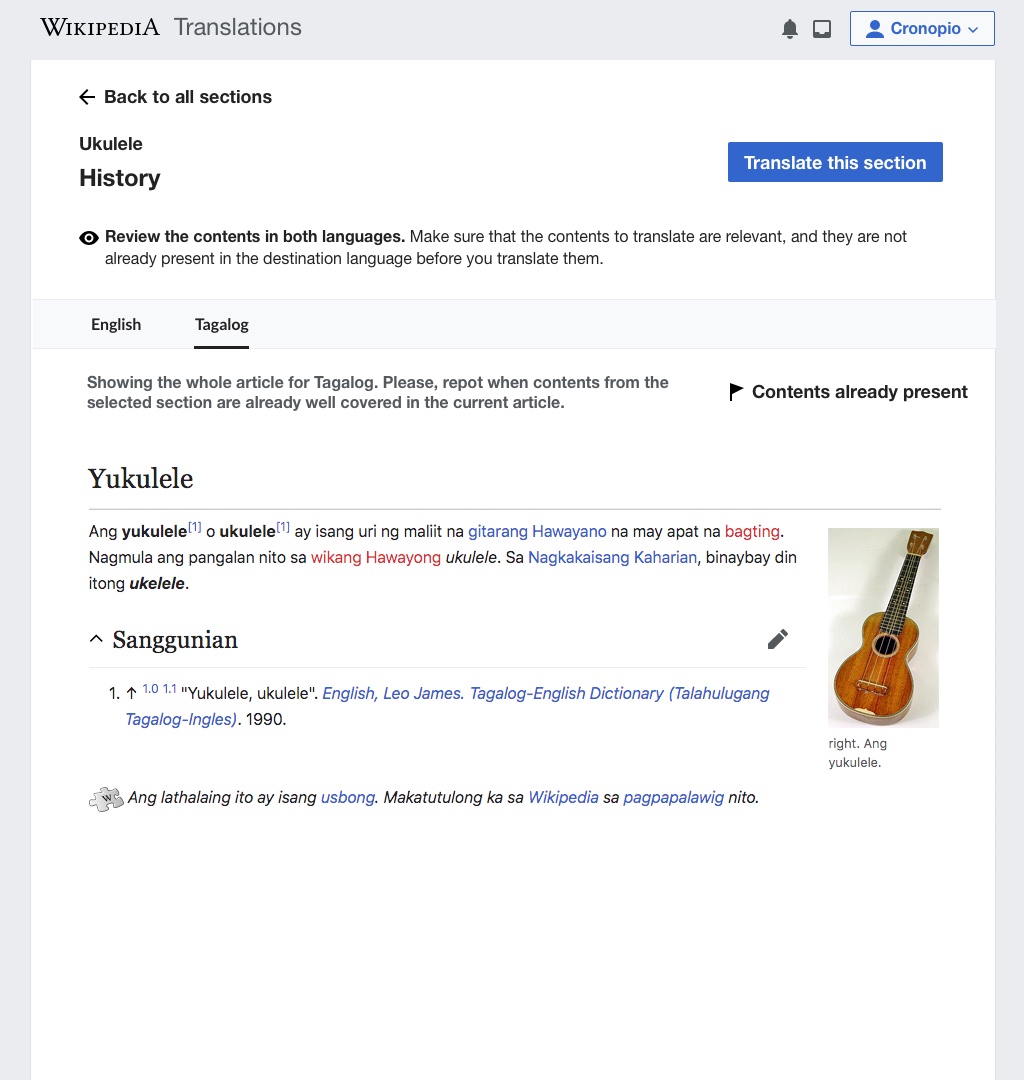 WIKIPEDIA Translations
Cronopio
Back to all sections
Ukulele
History
Translate this section
Review the contents in both languages. Make sure that the contents to translate are relevant, and they are not
already present in the destination language before you translate them.
English Tagalog
Showing the whole article for Tagalog. Please, repot when contents from the
selected section are already well covered in the current article.
Contents already present
Yukulele
Ang yukulele[1] o ukulele[1] ay isang uri ng maliit na gitarang Hawayano na may apat na bagting.
Nagmula ang pangalan nito sa wikang Hawayong ukulele. Sa Nagkakaisang Kaharian, binaybay din
itong ukelele.
Sanggunian
1. ↑ 1.0 1.1 "Yukulele, ukulele". English, Leo James. Tagalog-English Dictionary (Talahulugang
Tagalog-Ingles). 1990.
right. Ang
yukulele.
W
Ang lathalaing ito ay isang usbong. Makatutulong ka sa Wikipedia sa pagpapalawig nito.